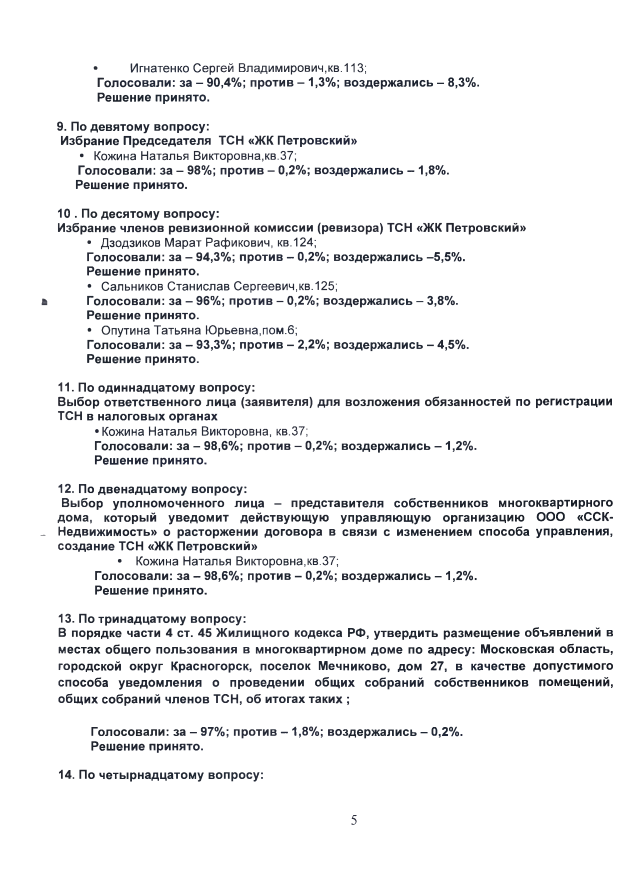 • Игнатенко Сергей Владимирович,кв.113;
Голосовали: за – 90,4%; против – 1,3%; воздержались – 8,3%.
Решение принято.
9. По девятому вопросу:
Избрание Председателя ТСН «ЖК Петровский»
• Кожина Наталья Викторовна,кв.37;
Голосовали: за – 98%; против – 0,2%; воздержались – 1,8%.
Решение принято.
10 . По десятому вопросу:
Избрание членов ревизионной комиссии (ревизора) ТСН «ЖК Петровский»
• Дзодзиков Марат Рафикович, кв.124;
Голосовали: за – 94,3%; против – 0,2%; воздержались –5,5%.
Решение принято.
• Сальников Станислав Сергеевич,кв.125;
Голосовали: за – 96%; против – 0,2%; воздержались – 3,8%.
Решение принято.
• Опутина Татьяна Юрьевна,пом.6;
Голосовали: за – 93,3%; против – 2,2%; воздержались – 4,5%.
Решение принято.
11. По одиннадцатому вопросу:
Выбор ответственного лица (заявителя) для возложения обязанностей по регистрации
ТСН в налоговых органах
• Кожина Наталья Викторовна, кв.37;
Голосовали: за – 98,6%; против – 0,2%; воздержались – 1,2%.
Решение принято.
12. По двенадцатому вопросу:
Выбор уполномоченного лица – представителя собственников многоквартирного
дома, который уведомит действующую управляющую организацию ООО «ССК-
Недвижимость» о расторжении договора в связи с изменением способа управления,
создание ТСН «ЖК Петровский»
• Кожина Наталья Викторовна,кв.37;
Голосовали: за – 98,6%; против – 0,2%; воздержались – 1,2%.
Решение принято.
13. По тринадцатому вопросу:
В порядке части 4 ст. 45 Жилищного кодекса РФ, утвердить размещение объявлений в
местах общего пользования в многоквартирном доме по адресу: Московская область,
городской округ Красногорск, поселок Мечниково, дом 27, в качестве допустимого
способа уведомления о проведении общих собраний собственников помещений,
общих собраний членов ТСН, об итогах таких ;
Голосовали: за – 97%; против – 1,8%; воздержались – 0,2%.
Решение принято.
14. По четырнадцатому вопросу:
5